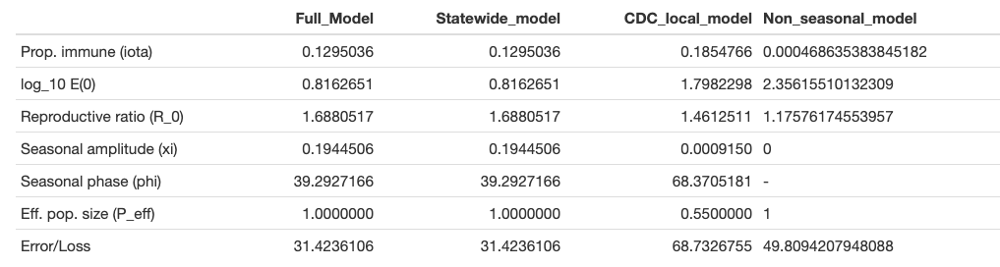 Full_Model Statewide_model CDC_local_model Non_seasonal_model
Prop. immune (iota) 0.1295036 0.1295036 0.1854766 0.000468635383845182
log_10 E(0) 0.8162651 0.8162651 1.7982298 2.35615510132309
Reproductive ratio (R_0) 1.6880517 1.6880517 1.4612511 1.17576174553957
Seasonal amplitude (xi) 0.1944506 0.1944506 0.0009150 0
Seasonal phase (phi) 39.2927166 39.2927166 68.3705181 -
Eff. pop. size (P_eff) 1.0000000 1.0000000 0.5500000 1
Error/Loss 31.4236106 31.4236106 68.7326755 49.8094207948088